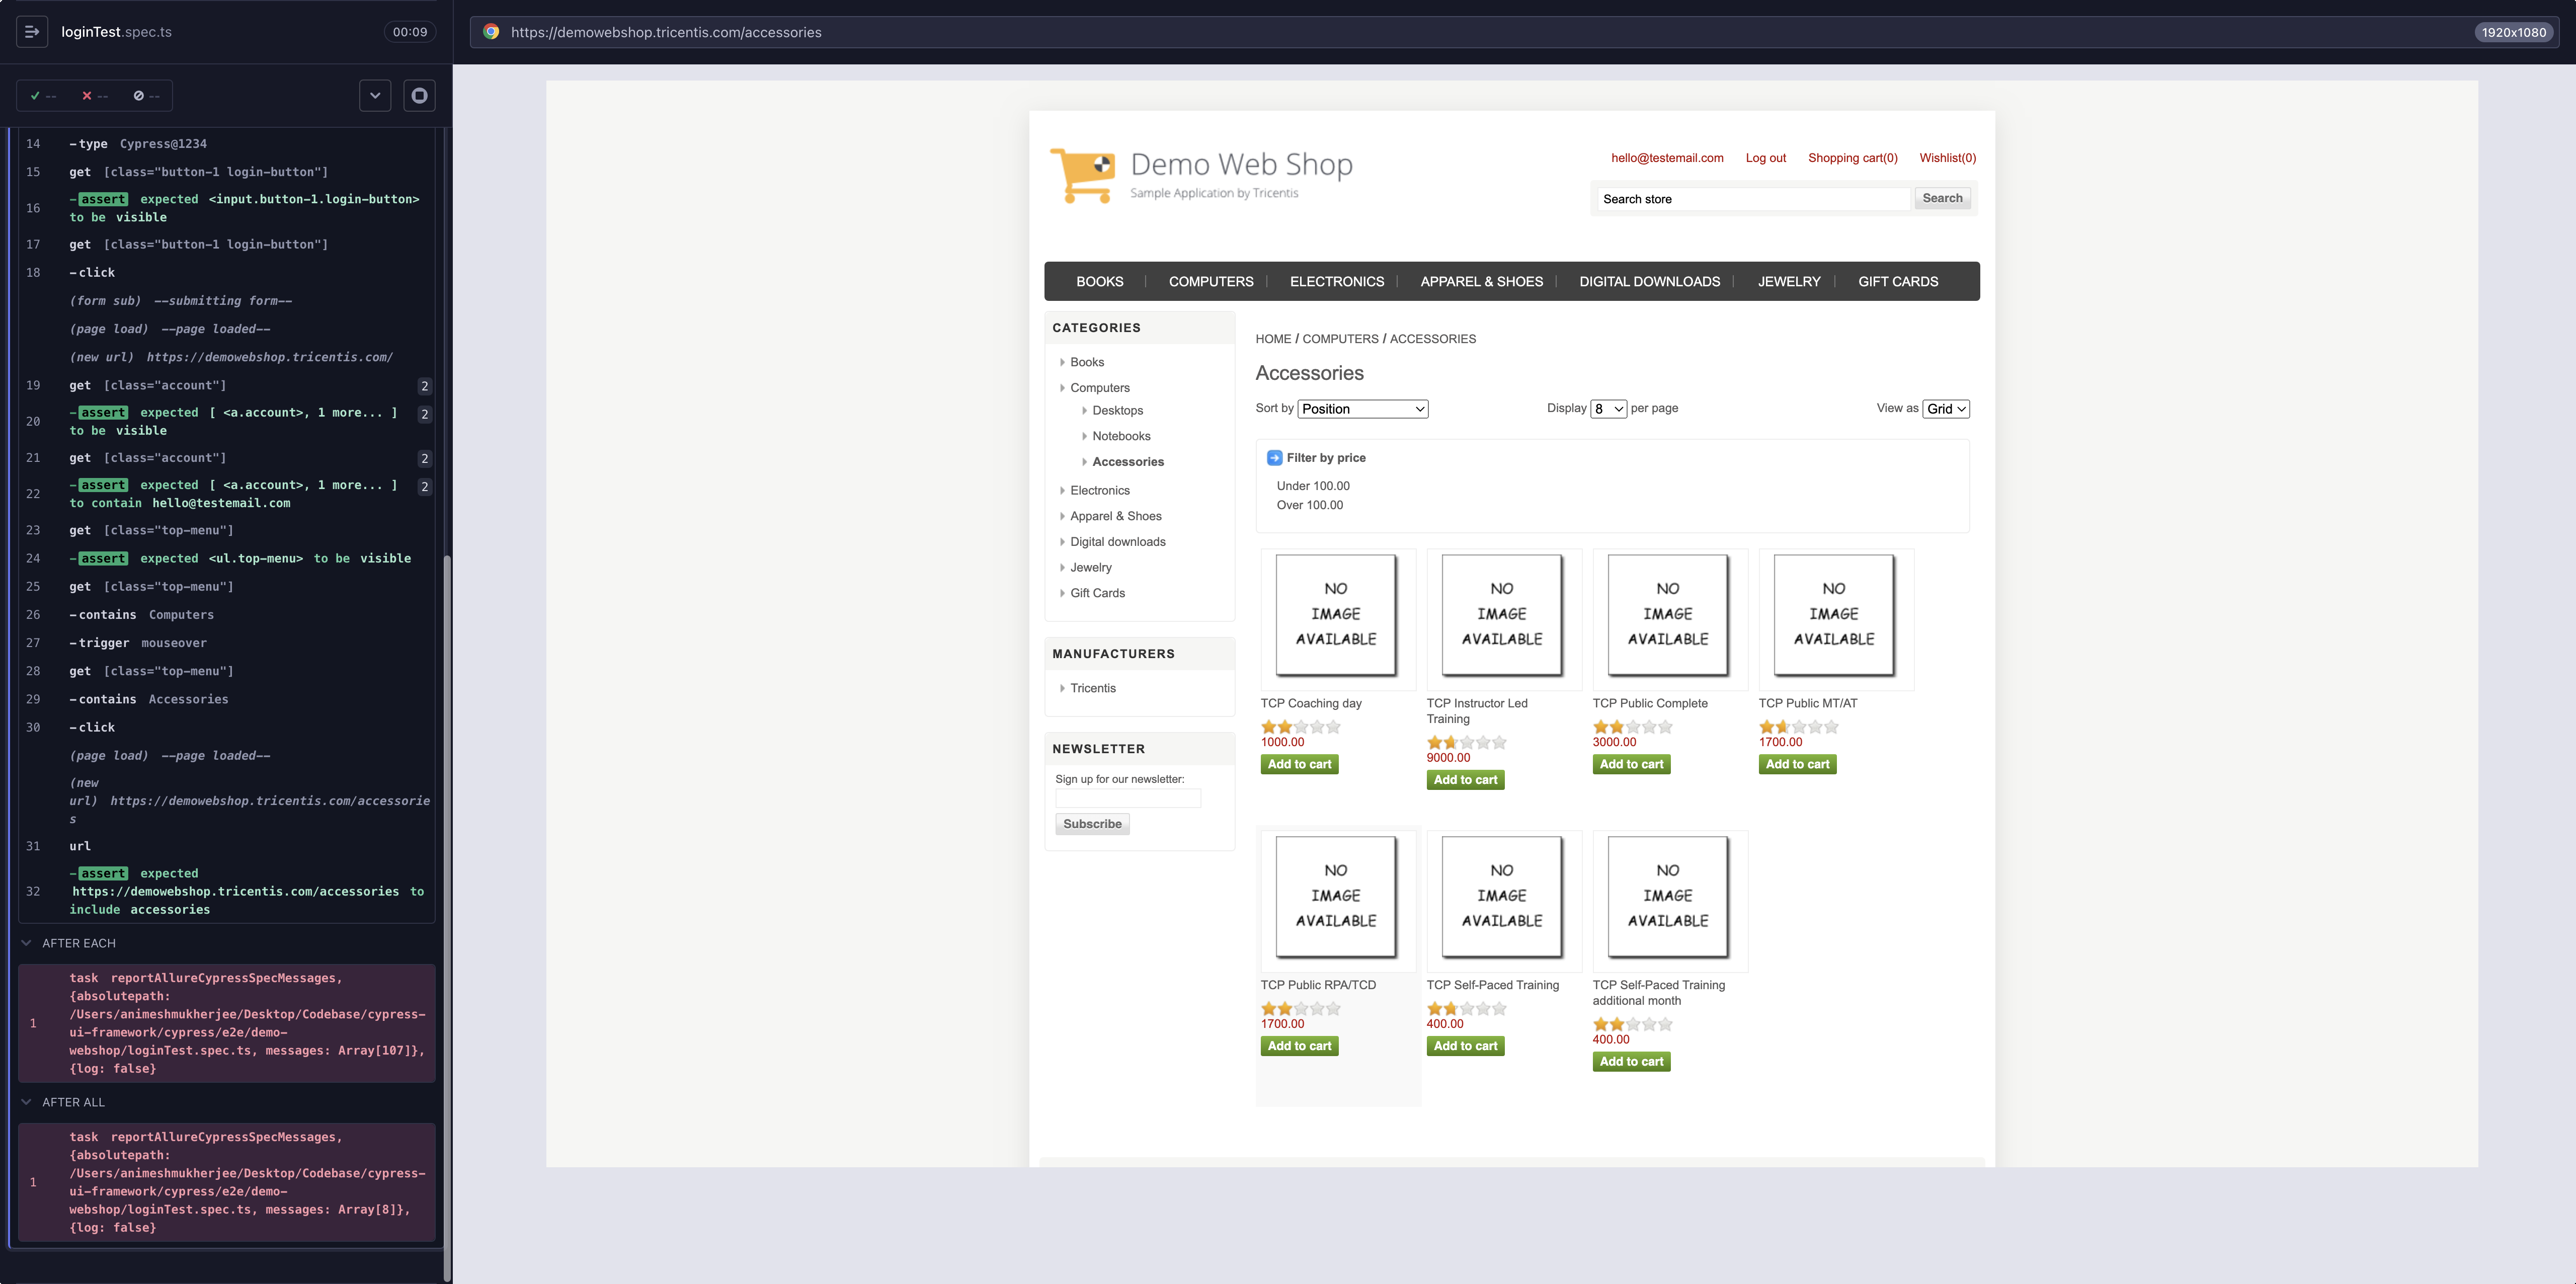 loginTest.spec.ts 00:09
https://demowebshop.tricentis.com/accessories 1920x1080
-- -- --
14 -type Cypress@1234
15 get [class="button-1 login-button"]
16 -assert expected <input.button-1.login-button>
to be visible
17 get [class="button-1 login-button"]
18 -click
(form sub) --submitting form--
(page load) --page loaded--
(new url) https://demowebshop.tricentis.com/
19 get [class="account"] 2
20 -assert expected [ <a.account>, 1 more... ] 2
to be visible
21 get [class="account"] 2
22 -assert expected [ <a.account>, 1 more... ] 2
to contain hello@testemail.com
23 get [class="top-menu"]
24 -assert expected <ul.top-menu> to be visible
25 get [class="top-menu"]
26 -contains Computers
27 -trigger mouseover
28 get [class="top-menu"]
29 -contains Accessories
30 -click
(page load) --page loaded--
(new
url) https://demowebshop.tricentis.com/accessorie
s
31 url
-assert expected
32 https://demowebshop.tricentis.com/accessories to
include accessories
AFTER EACH
task reportAllureCypressSpecMessages,
{absolutepath:
1 /Users/animeshmukherjee/Desktop/Codebase/cypress-
ui-framework/cypress/e2e/demo-
webshop/loginTest.spec.ts, messages: Array[107]},
{log: false}
AFTER ALL
task reportAllureCypressSpecMessages,
{absolutepath:
1 /Users/animeshmukherjee/Desktop/Codebase/cypress-
ui-framework/cypress/e2e/demo-
webshop/loginTest.spec.ts, messages: Array[8]},
{log: false}
Demo Web Shop
Sample Application by Tricentis
hello@testemail.com Log out Shopping cart(0) Wishlist(0)
Search store Search
BOOKS COMPUTERS ELECTRONICS APPAREL & SHOES DIGITAL DOWNLOADS JEWELRY GIFT CARDS
CATEGORIES
Books
Computers
Desktops
Notebooks
Accessories
Electronics
Apparel & Shoes
Digital downloads
Jewelry
Gift Cards
MANUFACTURERS
Tricentis
NEWSLETTER
Sign up for our newsletter:
Subscribe
HOME / COMPUTERS / ACCESSORIES
Accessories
Sort by Position Display 8 per page View as Grid
Filter by price
Under 100.00
Over 100.00
NO
IMAGE
AVAILABLE
TCP Coaching day
1000.00
Add to cart
NO
IMAGE
AVAILABLE
TCP Instructor Led
Training
9000.00
Add to cart
NO
IMAGE
AVAILABLE
TCP Public Complete
3000.00
Add to cart
NO
IMAGE
AVAILABLE
TCP Public MT/AT
1700.00
Add to cart
NO
IMAGE
AVAILABLE
TCP Public RPA/TCD
1700.00
Add to cart
NO
IMAGE
AVAILABLE
TCP Self-Paced Training
400.00
Add to cart
NO
IMAGE
AVAILABLE
TCP Self-Paced Training
additional month
400.00
Add to cart